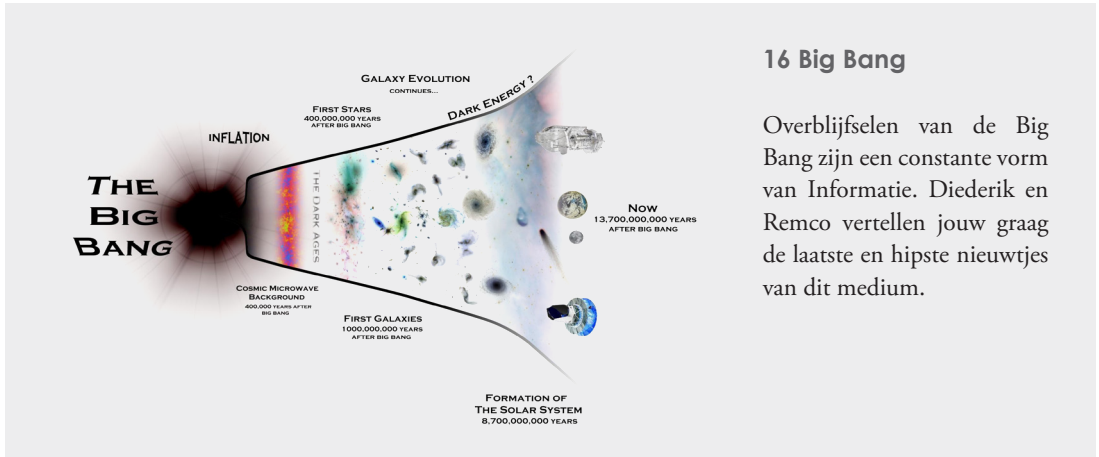 THE
BIG
BANG
INFLATION
COSMIC MICROWAVE
BACKGROUND
400,000 YEARS AFTER
BIG BANG
THE DARK AGES
FIRST STARS
400,000,000 YEARS
AFTER BIG BANG
FIRST GALAXIES
1000,000,000 YEARS
AFTER BIG BANG
GALAXY EVOLUTION
CONTINUES...
DARK ENERGY ?
FORMATION OF
THE SOLAR SYSTEM
8,700,000,000 YEARS
NOW
13,700,000,000 YEARS
AFTER BIG BANG
16 Big Bang
Overblijfselen van de Big
Bang zijn een constante vorm
van Informatie. Diederik en
Remco vertellen jouw graag
de laatste en hipste nieuwtjes
van dit medium.